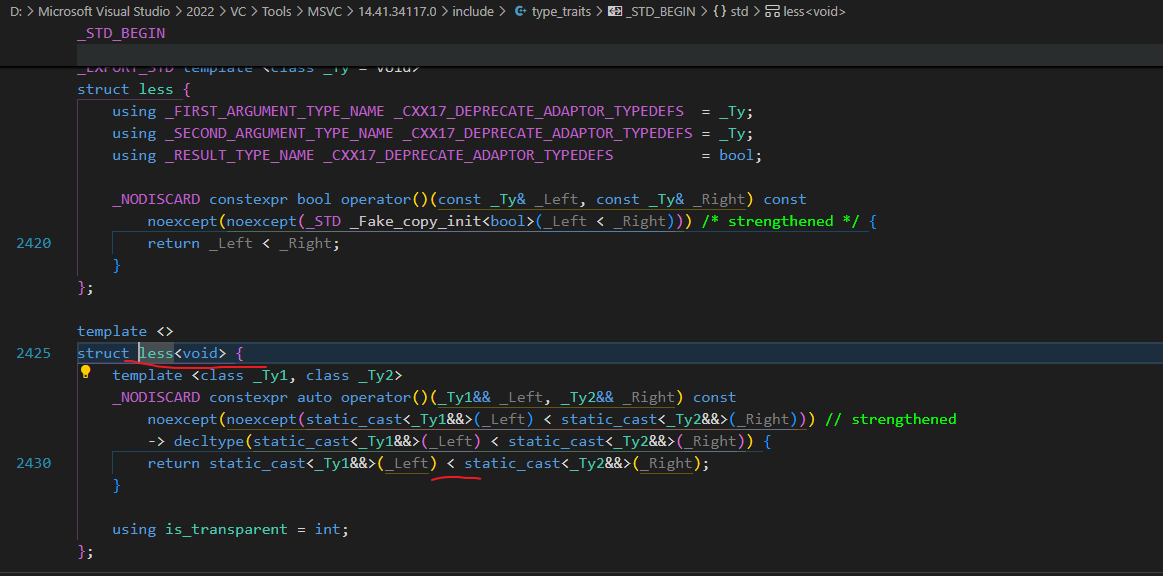 D: > Microsoft Visual Studio > 2022 > VC > Tools > MSVC > 14.41.34117.0 > include > type_traits > _STD_BEGIN > {} std > less<void>
_STD_BEGIN
_EXPORT_STD template <class _Ty = void>
struct less {
    using _FIRST_ARGUMENT_TYPE_NAME _CXX17_DEPRECATE_ADAPTOR_TYPEDEFS  = _Ty;
    using _SECOND_ARGUMENT_TYPE_NAME _CXX17_DEPRECATE_ADAPTOR_TYPEDEFS = _Ty;
    using _RESULT_TYPE_NAME _CXX17_DEPRECATE_ADAPTOR_TYPEDEFS          = bool;
    _NODISCARD constexpr bool operator()(const _Ty& _Left, const _Ty& _Right) const
        noexcept(noexcept(_STD _Fake_copy_init<bool>(_Left < _Right))) /* strengthened */ {
2420        return _Left < _Right;
    }
};
template <>
2425 struct less<void> {
    template <class _Ty1, class _Ty2>
    _NODISCARD constexpr auto operator()(_Ty1&& _Left, _Ty2&& _Right) const
        noexcept(noexcept(static_cast<_Ty1&&>(_Left) < static_cast<_Ty2&&>(_Right))) // strengthened
        -> decltype(static_cast<_Ty1&&>(_Left) < static_cast<_Ty2&&>(_Right)) {
2430        return static_cast<_Ty1&&>(_Left) < static_cast<_Ty2&&>(_Right);
    }
    using is_transparent = int;
};